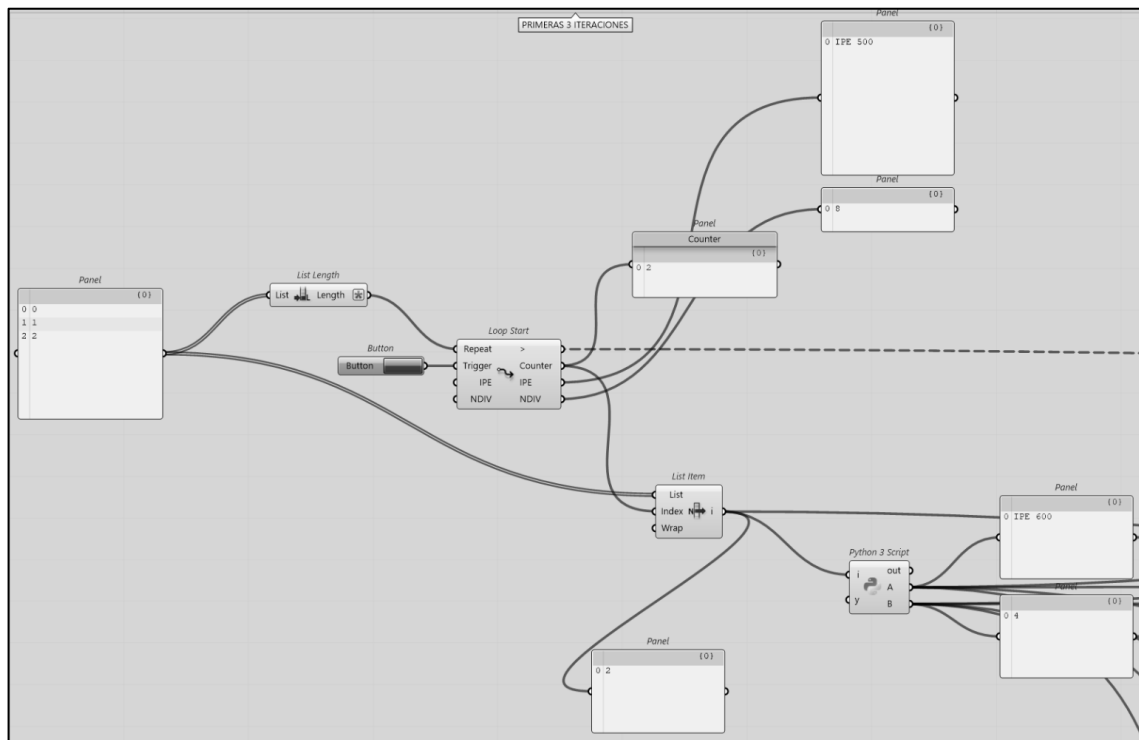 PRIMERAS 3 ITERACIONES
Panel
{0}
0 IPE 500
Panel
{0}
0 8
Panel
Counter
{0}
0 2
Panel
{0}
0 0
1 1
2 2
List Length
List Length
Button
Button
Loop Start
Repeat >
Trigger Counter
IPE IPE
NDIV NDIV
List Item
List
Index N i
Wrap
Panel
{0}
0 IPE 600
Python 3 Script
i out
A
y B
Panel
{0}
0 4
Panel
{0}
0 2